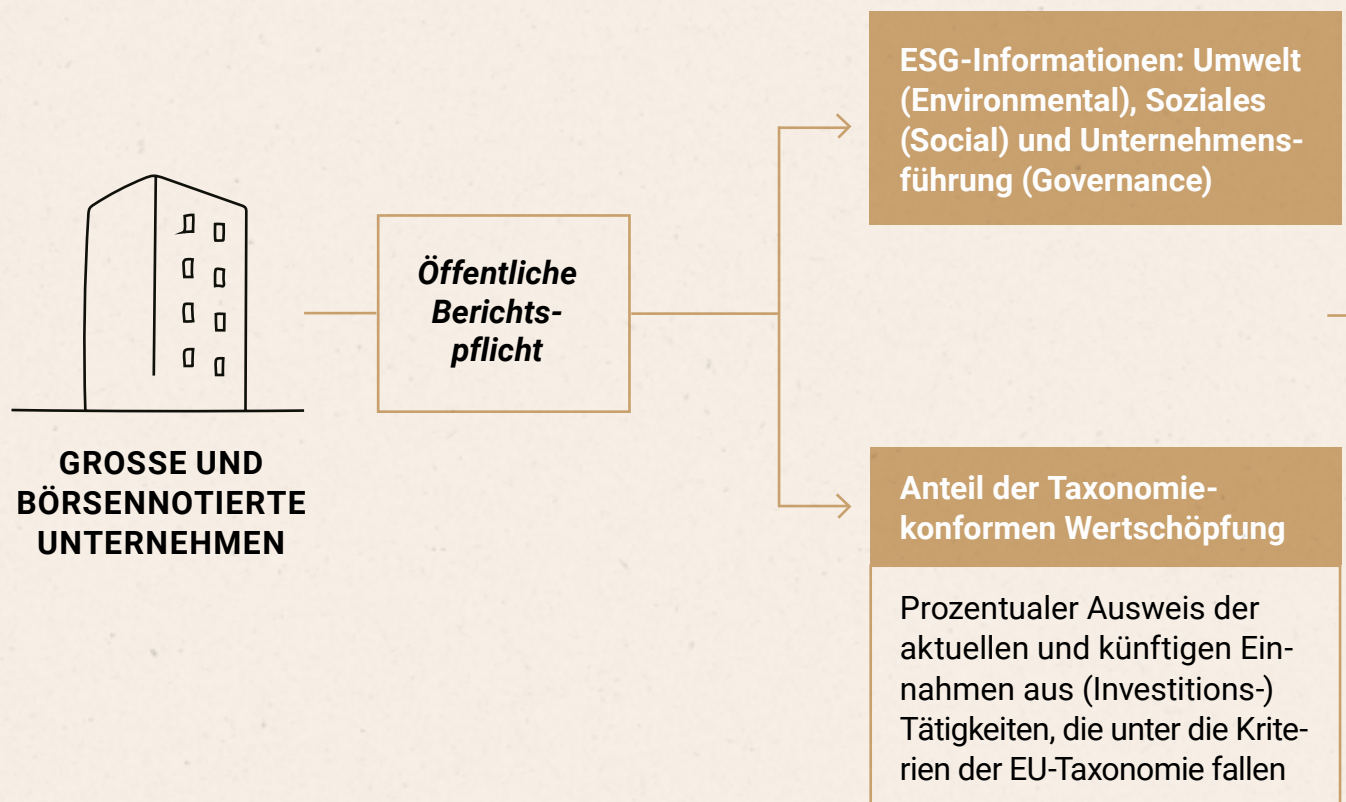 GROSSE UND
BÖRSENNOTIERTE
UNTERNEHMEN
Öffentliche
Berichts-
pflicht
ESG-Informationen: Umwelt
(Environmental), Soziales
(Social) und Unternehmens-
führung (Governance)
Anteil der Taxonomie-
konformen Wertschöpfung
Prozentualer Ausweis der
aktuellen und künftigen Ein-
nahmen aus (Investitions-)
Tätigkeiten, die unter die Krite-
rien der EU-Taxonomie fallen